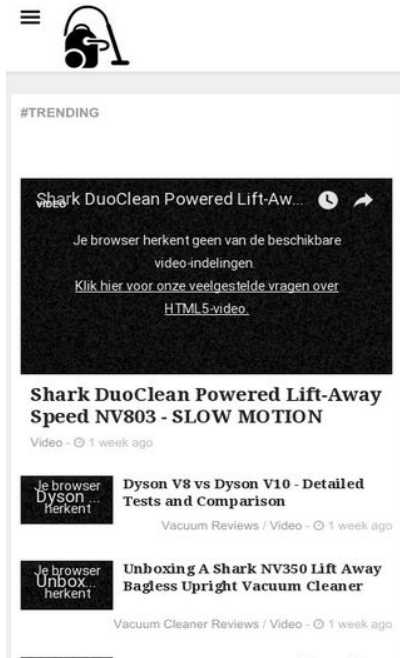 #TRENDING
Shark DuoClean Powered Lift-Aw...
VIDEO
Je browser herkent geen van de beschikbare
video-indelingen.
Klik hier voor onze veelgestelde vragen over
HTML5-video.
Shark DuoClean Powered Lift-Away
Speed NV803 - SLOW MOTION
Video - 1 week ago
Je browser
Dyson ...
herkent
Dyson V8 vs Dyson V10 - Detailed
Tests and Comparison
Vacuum Reviews / Video - 1 week ago
Je browser
Unbox...
herkent
Unboxing A Shark NV350 Lift Away
Bagless Upright Vacuum Cleaner
Vacuum Cleaner Reviews / Video - 1 week ago